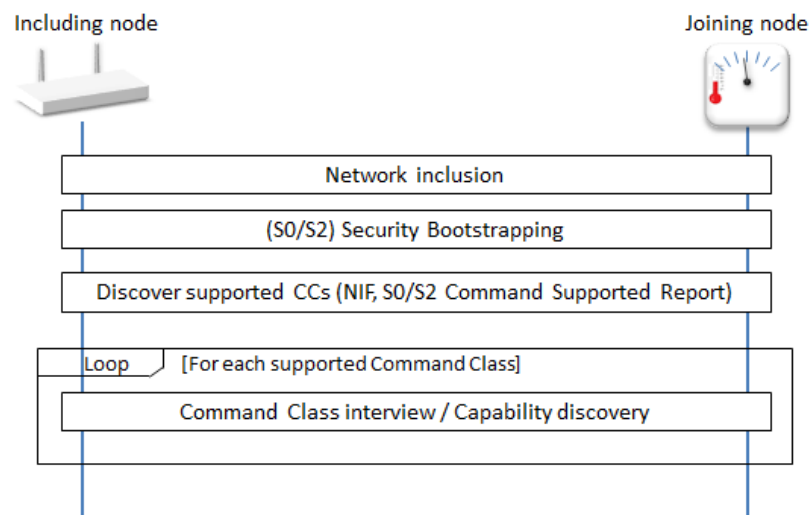 Including node
Joining node
Network inclusion
(S0/S2) Security Bootstrapping
Discover supported CCs (NIF, S0/S2 Command Supported Report)
Loop
[For each supported Command Class]
Command Class interview / Capability discovery